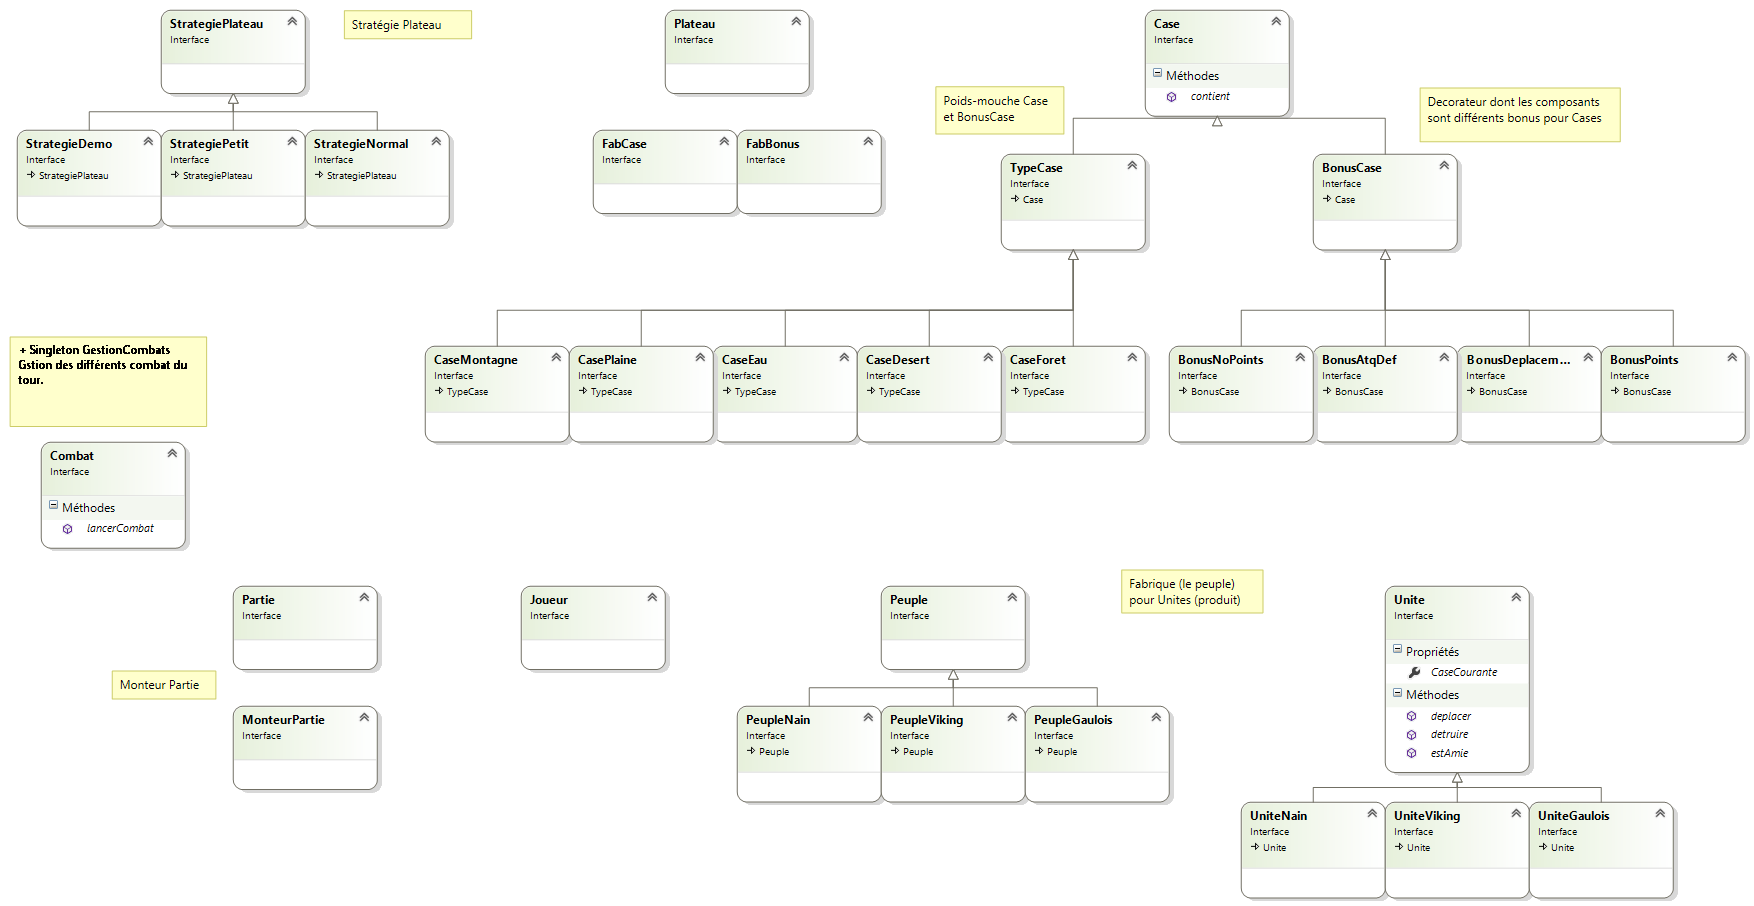 StrategiePlateau
Interface
Stratégie Plateau
Plateau
Interface
Case
Interface
Méthodes
contient
Poids-mouche Case
et BonusCase
Decorateur dont les composants
sont différents bonus pour Cases
StrategieDemo
Interface
StrategiePlateau
StrategiePetit
Interface
StrategiePlateau
StrategieNormal
Interface
StrategiePlateau
FabCase
Interface
FabBonus
Interface
TypeCase
Interface
Case
BonusCase
Interface
Case
+ Singleton GestionCombats
Gstion des différents combat du
tour.
CaseMontagne
Interface
TypeCase
CasePlaine
Interface
TypeCase
CaseEau
Interface
TypeCase
CaseDesert
Interface
TypeCase
CaseForet
Interface
TypeCase
BonusNoPoints
Interface
BonusCase
BonusAtqDef
Interface
BonusCase
BonusDeplacem...
Interface
BonusCase
BonusPoints
Interface
BonusCase
Combat
Interface
Méthodes
lancerCombat
Partie
Interface
Joueur
Interface
Peuple
Interface
Fabrique (le peuple)
pour Unites (produit)
Unite
Interface
Propriétés
CaseCourante
Méthodes
deplacer
detruire
estAmie
Monteur Partie
MonteurPartie
Interface
PeupleNain
Interface
Peuple
PeupleViking
Interface
Peuple
PeupleGaulois
Interface
Peuple
UniteNain
Interface
Unite
UniteViking
Interface
Unite
UniteGaulois
Interface
Unite